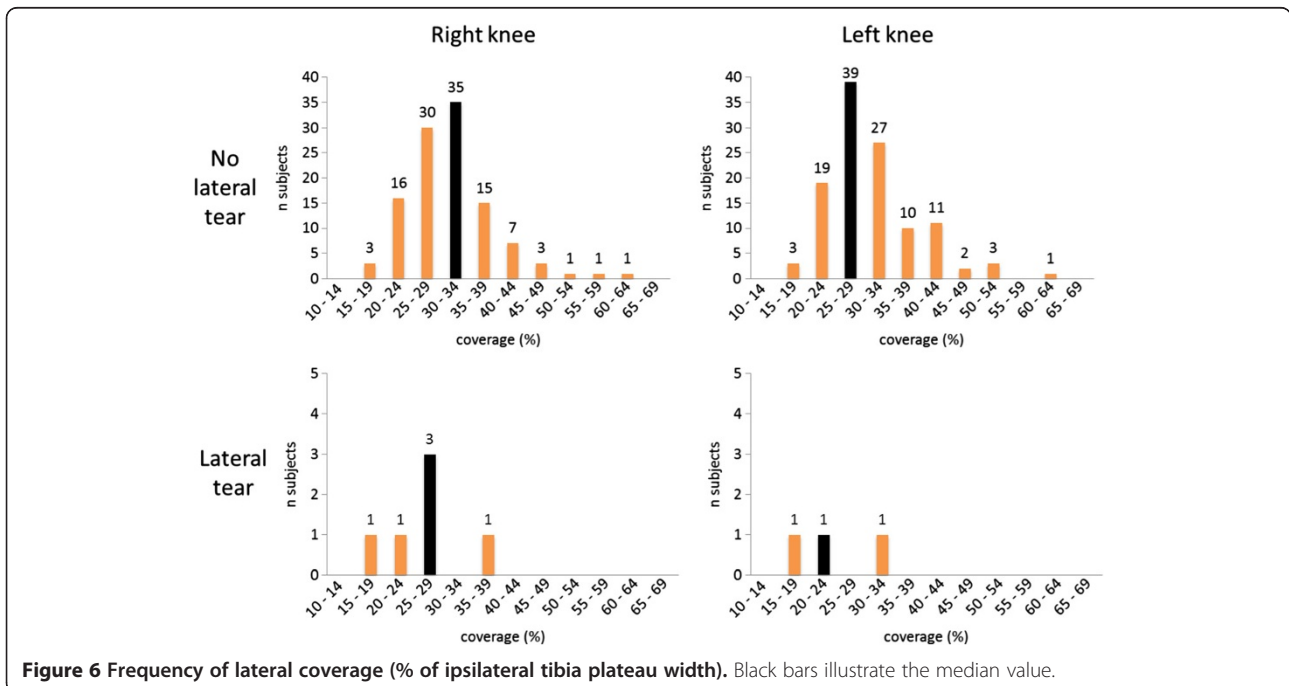 Right knee
Left knee
No
lateral
tear
n subjects
40
35
30
25
20
15
10
5
0
3
16
30
35
15
7
3
1
1
1
10 - 14
15 - 19
20 - 24
25 - 29
30 - 34
35 - 39
40 - 44
45 - 49
50 - 54
55 - 59
60 - 64
65 - 69
coverage (%)
n subjects
40
35
30
25
20
15
10
5
0
3
19
39
27
10
11
2
3
1
10 - 14
15 - 19
20 - 24
25 - 29
30 - 34
35 - 39
40 - 44
45 - 49
50 - 54
55 - 59
60 - 64
65 - 69
coverage (%)
Lateral
tear
n subjects
5
4
3
2
1
0
1
1
3
1
10 - 14
15 - 19
20 - 24
25 - 29
30 - 34
35 - 39
40 - 44
45 - 49
50 - 54
55 - 59
60 - 64
65 - 69
coverage (%)
n subjects
5
4
3
2
1
0
1
1
1
10 - 14
15 - 19
20 - 24
25 - 29
30 - 34
35 - 39
40 - 44
45 - 49
50 - 54
55 - 59
60 - 64
65 - 69
coverage (%)
Figure 6 Frequency of lateral coverage (% of ipsilateral tibia plateau width). Black bars illustrate the median value.